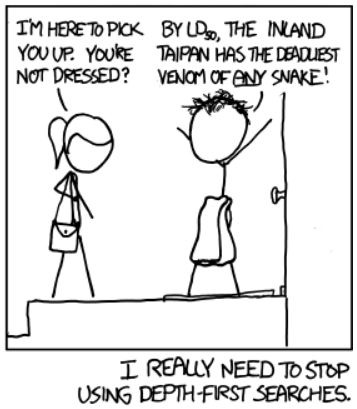 I'M HERE TO PICK
YOU UP. YOU'RE
NOT DRESSED?
BY LD50, THE INLAND
TAIPAN HAS THE DEADLIEST
VENOM OF ANY SNAKE!
I REALLY NEED TO STOP
USING DEPTH-FIRST SEARCHES.